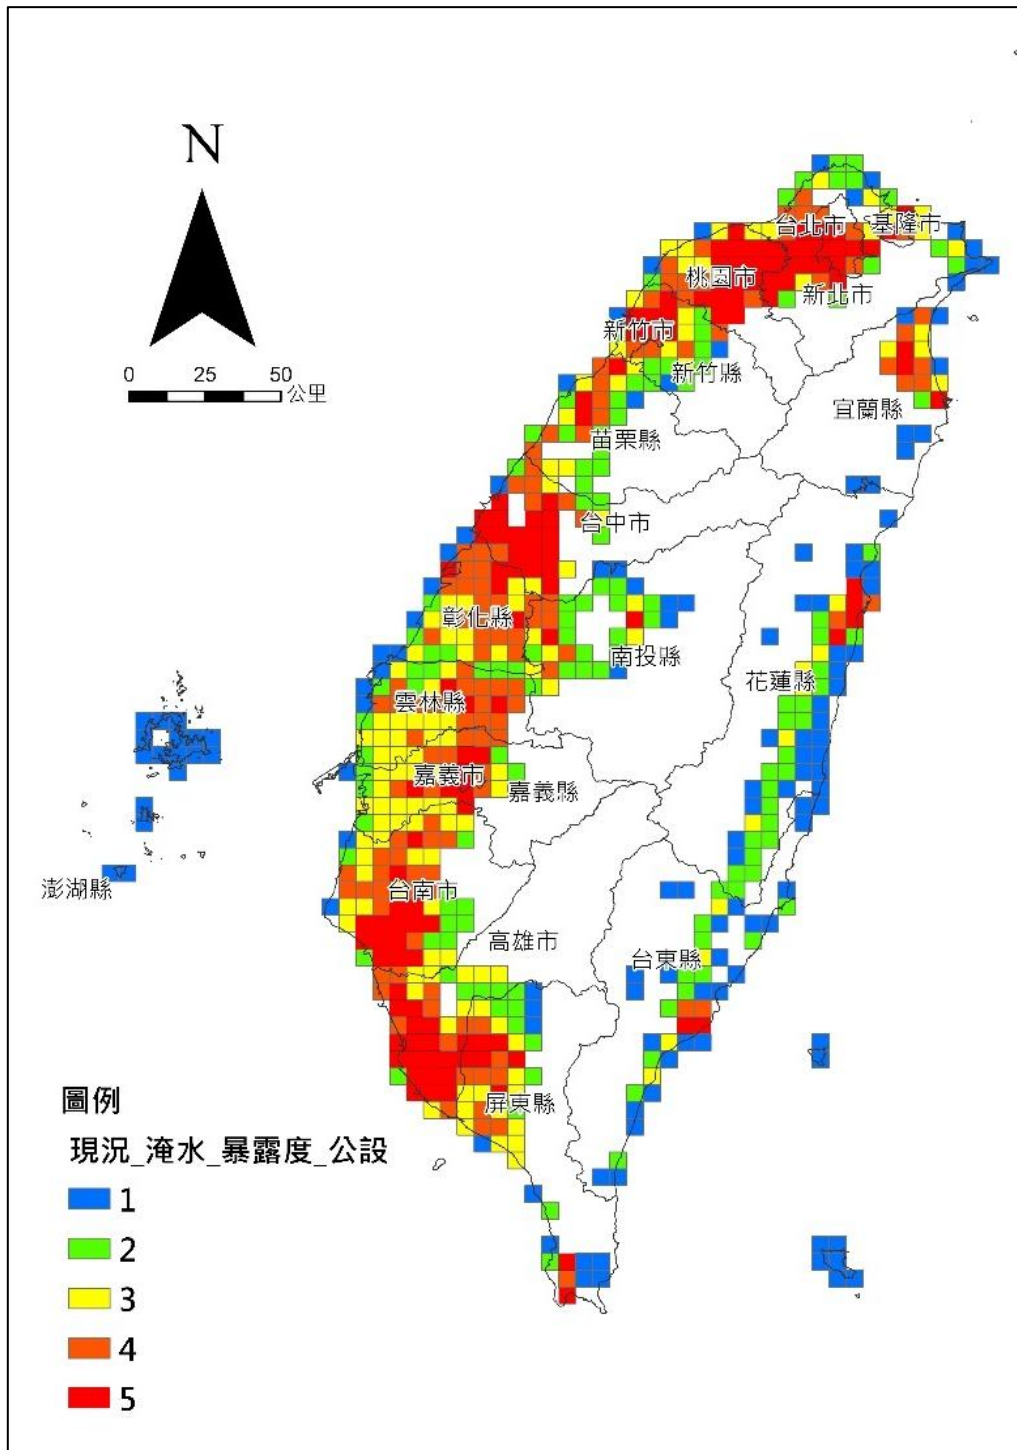 N
0 25 50
公里
台北市
基隆市
桃園市
新北市
新竹市
新竹縣
宜蘭縣
苗栗縣
台中市
彰化縣
南投縣
花蓮縣
雲林縣
嘉義市
嘉義縣
澎湖縣
台南市
高雄市
台東縣
屏東縣
圖例
現況_淹水_暴露度_公設
1
2
3
4
5